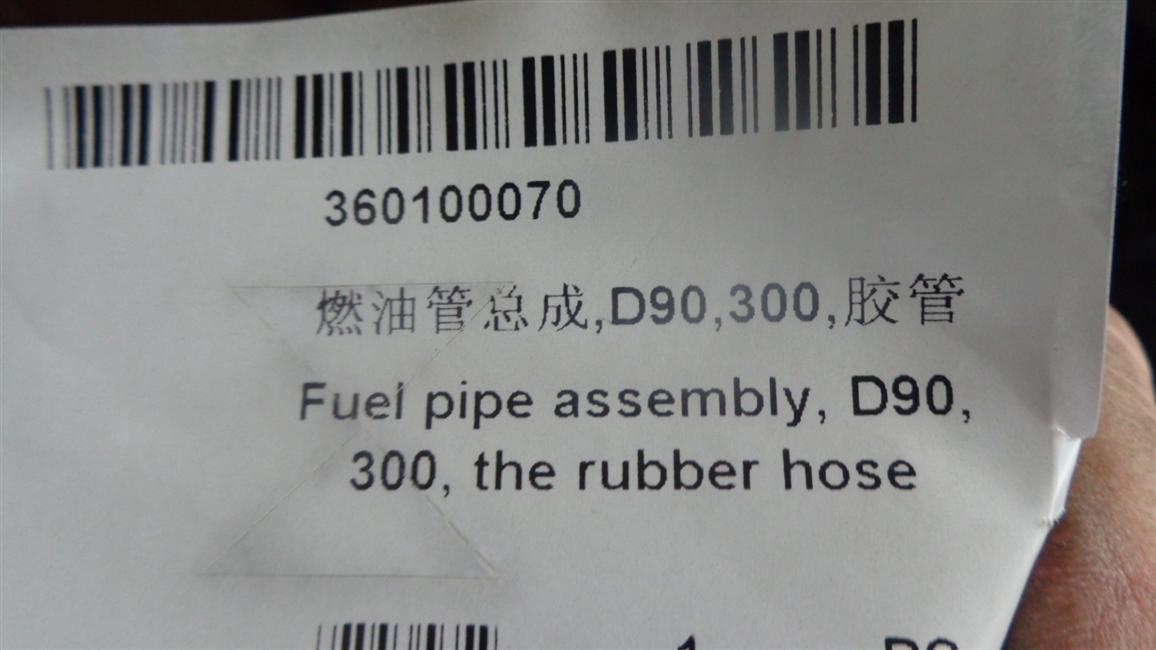 360100070
燃油管总成,D90,300,胶管
Fuel pipe assembly, D90,
300, the rubber hose